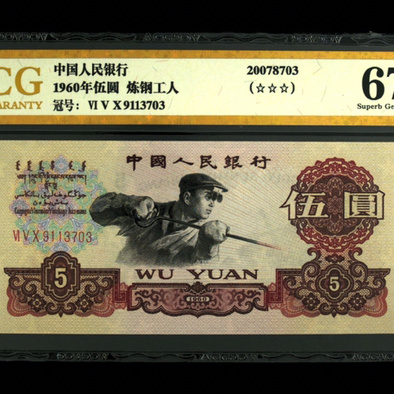 CG
中国人民银行
20078703
67
ARANTY
1960年伍圆 炼钢工人
(☆☆☆)
Superb Ge
冠号: VI V X 9113703
中國人民銀行
伍圓
VI V X 9113703
5
WU YUAN
5
1960